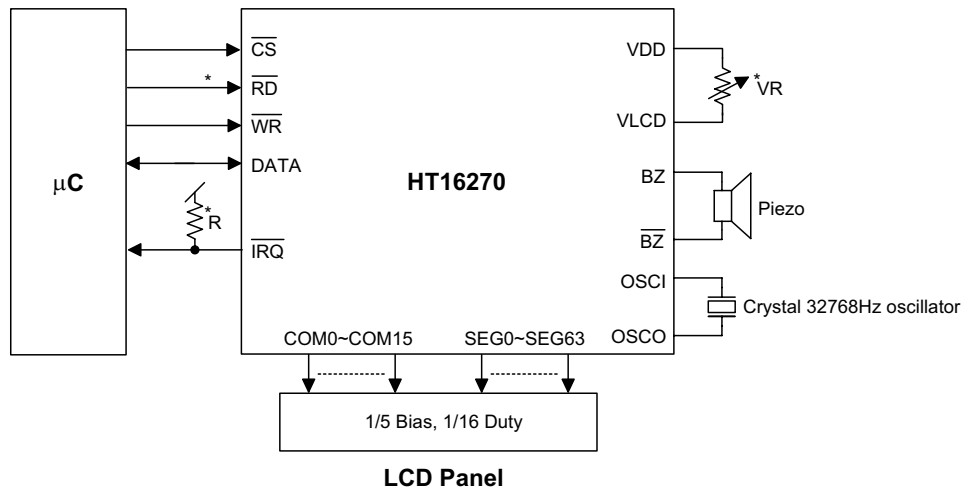 μC
CS
* RD
WR
DATA
*R
IRQ
HT16270
VDD
*VR
VLCD
BZ
Piezo
BZ
OSCI
Crystal 32768Hz oscillator
OSCO
COM0~COM15 SEG0~SEG63
1/5 Bias, 1/16 Duty
LCD Panel